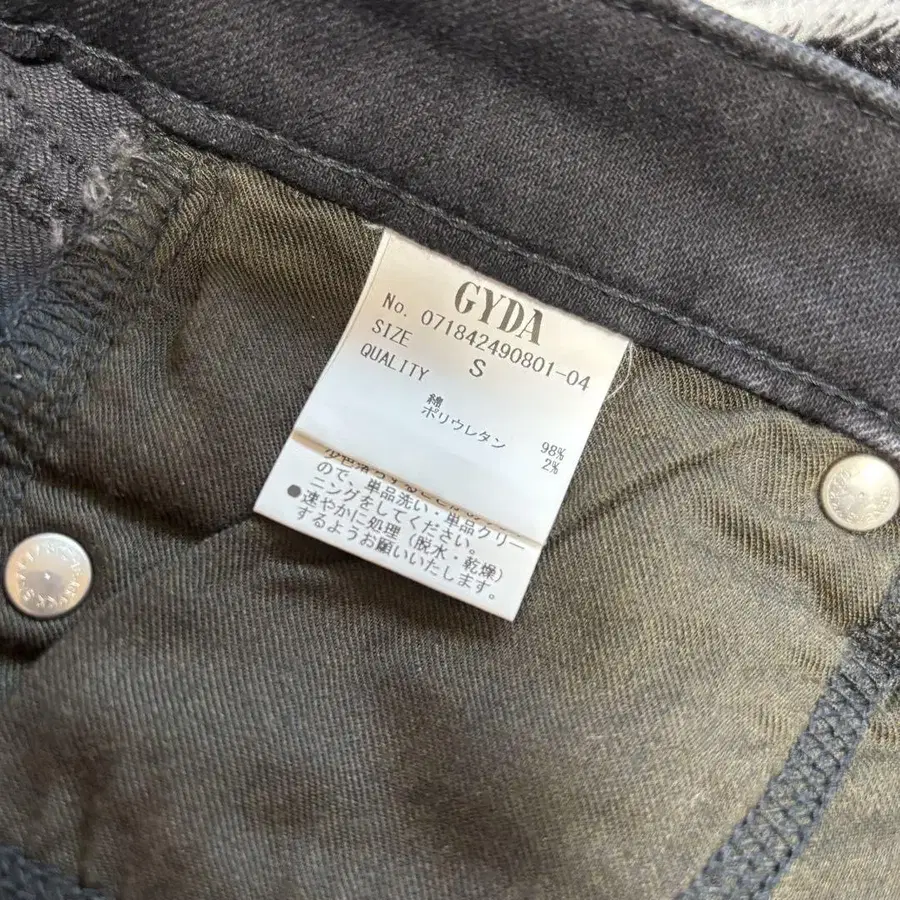 GYDA
No. 071842490801-04
SIZE S
QUALITY
綿 98%
ポリウレタン 2%
ので、単品洗い・単品クリー
ニングをしてください。
●速やかに処理（脱水・乾燥）
するようお願いいたします。